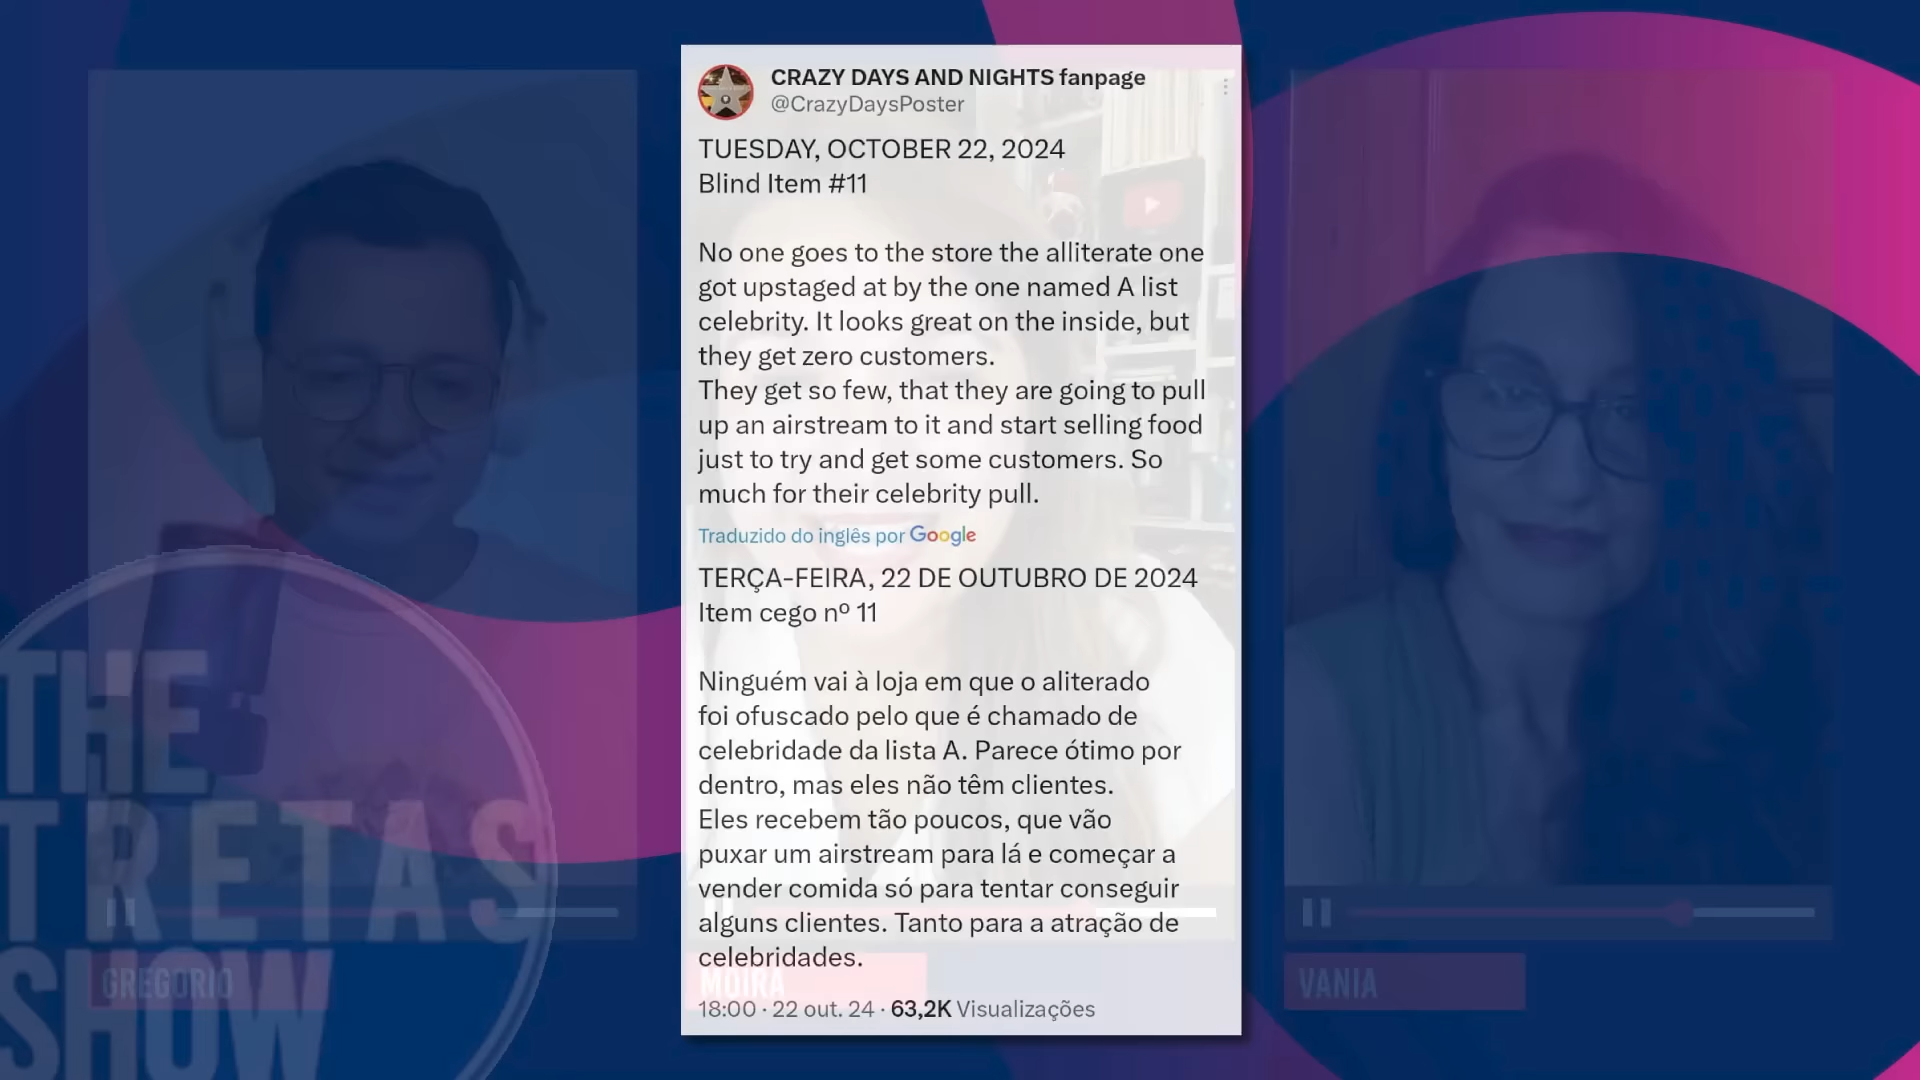 CRAZY DAYS AND NIGHTS fanpage
@CrazyDaysPoster
TUESDAY, OCTOBER 22, 2024
Blind Item #11
No one goes to the store the alliterate one
got upstaged at by the one named A list
celebrity. It looks great on the inside, but
they get zero customers.
They get so few, that they are going to pull
up an airstream to it and start selling food
just to try and get some customers. So
much for their celebrity pull.
Traduzido do inglês por Google
TERÇA-FEIRA, 22 DE OUTUBRO DE 2024
Item cego nº 11
Ninguém vai à loja em que o aliterado
foi ofuscado pelo que é chamado de
celebridade da lista A. Parece ótimo por
dentro, mas eles não têm clientes.
Eles recebem tão poucos, que vão
puxar um airstream para lá e começar a
vender comida só para tentar conseguir
alguns clientes. Tanto para a atração de
celebridades.
18:00 · 22 out. 24 · 63,2K Visualizações
THE
TRETAS
SHOW
GREGORIO
MOIRA
VANIA